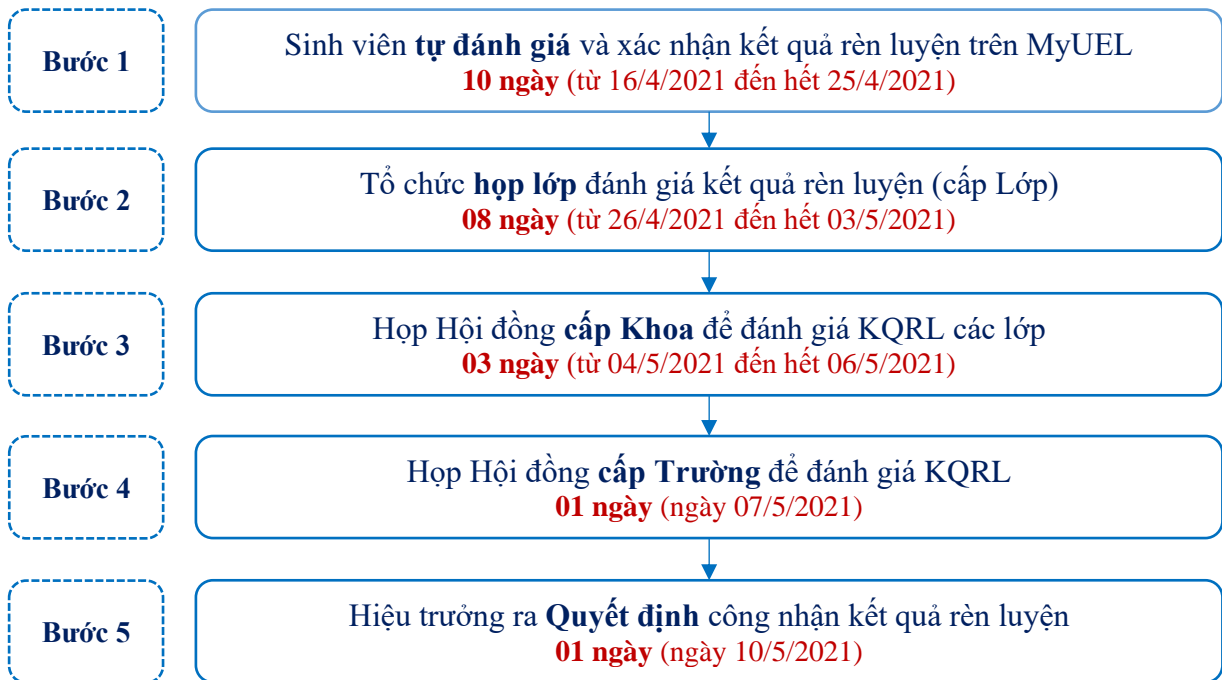 Bước 1
Sinh viên tự đánh giá và xác nhận kết quả rèn luyện trên MyUEL
10 ngày (từ 16/4/2021 đến hết 25/4/2021)
Bước 2
Tổ chức họp lớp đánh giá kết quả rèn luyện (cấp Lớp)
08 ngày (từ 26/4/2021 đến hết 03/5/2021)
Bước 3
Họp Hội đồng cấp Khoa để đánh giá KQRL các lớp
03 ngày (từ 04/5/2021 đến hết 06/5/2021)
Bước 4
Họp Hội đồng cấp Trường để đánh giá KQRL
01 ngày (ngày 07/5/2021)
Bước 5
Hiệu trưởng ra Quyết định công nhận kết quả rèn luyện
01 ngày (ngày 10/5/2021)